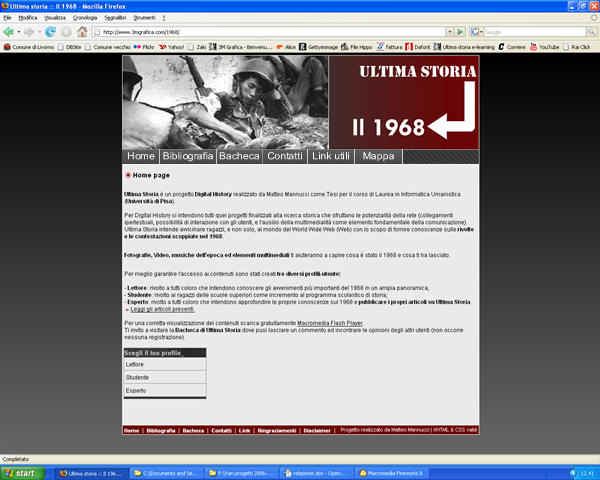 Ultima storia :: Il 1968 - Mozilla Firefox
File Modifica Visualizza Cronologia Segnalibri Strumenti ?
http://www.3mgrafica.com/1968/
Google
Comune di Livorno DBSite Comune vecchio Flickr Yahoo! Zaki 3M Grafica - Benvenu... Alice Gettyimage File Hippo fattura Dafont Ultima storia e-learning Corriere YouTube Rai Click
ULTIMA STORIA
Il 1968
Home Bibliografia Bacheca Contatti Link utili Mappa
Home page
Ultima Storia è un progetto Digital History realizzato da Matteo Mannucci come Tesi per il corso di Laurea in Informatica Umanistica
(Università di Pisa).
Per Digital History si intendono tutti quei progetti finalizzati alla ricerca storica che sfruttano le potenzialità della rete (collegamenti
ipertestuali, possibilità di interazione con gli utenti, e l'ausilio della multimedialità come elemento fondamentale della comunicazione).
Ultima Storia intende avvicinare ragazzi, e non solo, al mondo del World Wide Web (Web) con lo scopo di fornire conoscenze sulle rivolte
e le contestazioni scoppiate nel 1968.
Fotografie, Video, musiche dell'epoca ed elementi multimediali ti aiuteranno a capire cosa è stato il 1968 e cosa ti ha lasciato.
Per meglio garantire l'accesso ai contenuti sono stati creati tre diversi profili-utente:
- Lettore: rivolto a tutti coloro che intendono conoscere gli avvenimenti più importanti del 1968 in un ampia panoramica;
- Studente: rivolto ai ragazzi delle scuole superiori come incremento al programma scolastico di storia;
- Esperto: rivolto a tutti coloro che intendono approfondire le proprie conoscenze sul 1968 e pubblicare i propri articoli su Ultima Storia.
» Leggi gli articoli presenti.
Per una corretta visualizzazione dei contenuti scarica gratuitamente Macromedia Flash Player.
Ti invito a visitare la Bacheca di Ultima Storia dove puoi lasciare un commento ed incontrare le opinioni degli altri utenti (non occorre
nessuna registrazione).
Scegli il tuo profilo_
Lettore
Studente
Esperto
Home | Bibliografia | Bacheca | Contatti | Link | Ringraziamenti | Disclaimer | Progetto realizzato da Matteo Mannucci | XHTML & CSS valid
Completato
start Ultima storia :: Il 196... C:\Documents and Se... F:\Vari progetti 2006-... relazione.doc - Open... Macromedia Fireworks 8 12.41